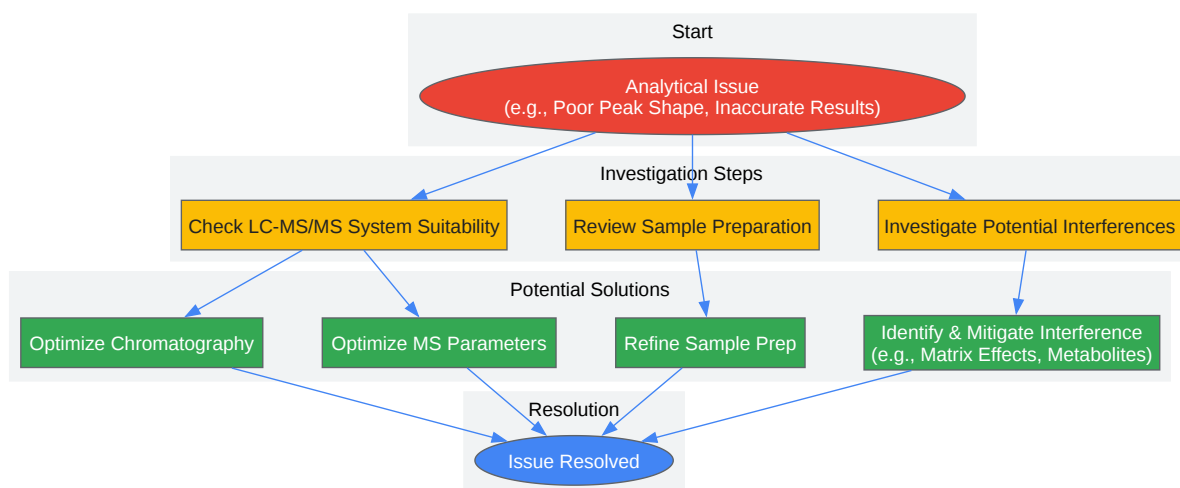 Start
Analytical Issue
(e.g., Poor Peak Shape, Inaccurate Results)
Investigation Steps
Check LC-MS/MS System Suitability
Review Sample Preparation
Investigate Potential Interferences
Potential Solutions
Optimize Chromatography
Optimize MS Parameters
Refine Sample Prep
Identify & Mitigate Interference
(e.g., Matrix Effects, Metabolites)
Resolution
Issue Resolved